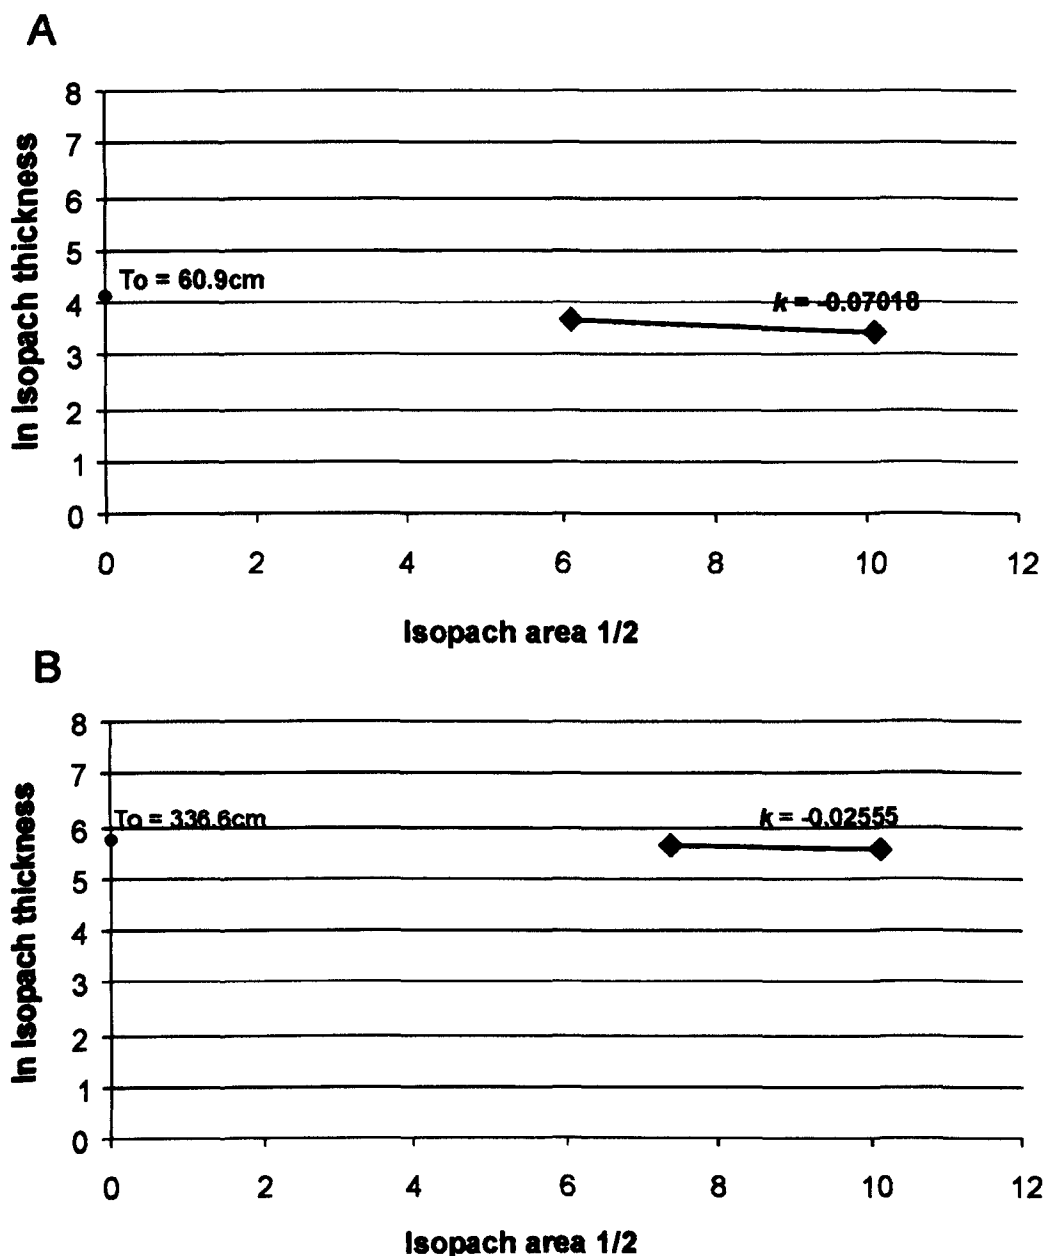 A
ln Isopach thickness
8
7
6
5
4
3
2
1
0
To = 60.9cm
k = -0.07018
0 2 4 6 8 10 12
Isopach area 1/2
B
ln Isopach thickness
8
7
6
5
4
3
2
1
0
To = 336.6cm
k = -0.02555
0 2 4 6 8 10 12
Isopach area 1/2